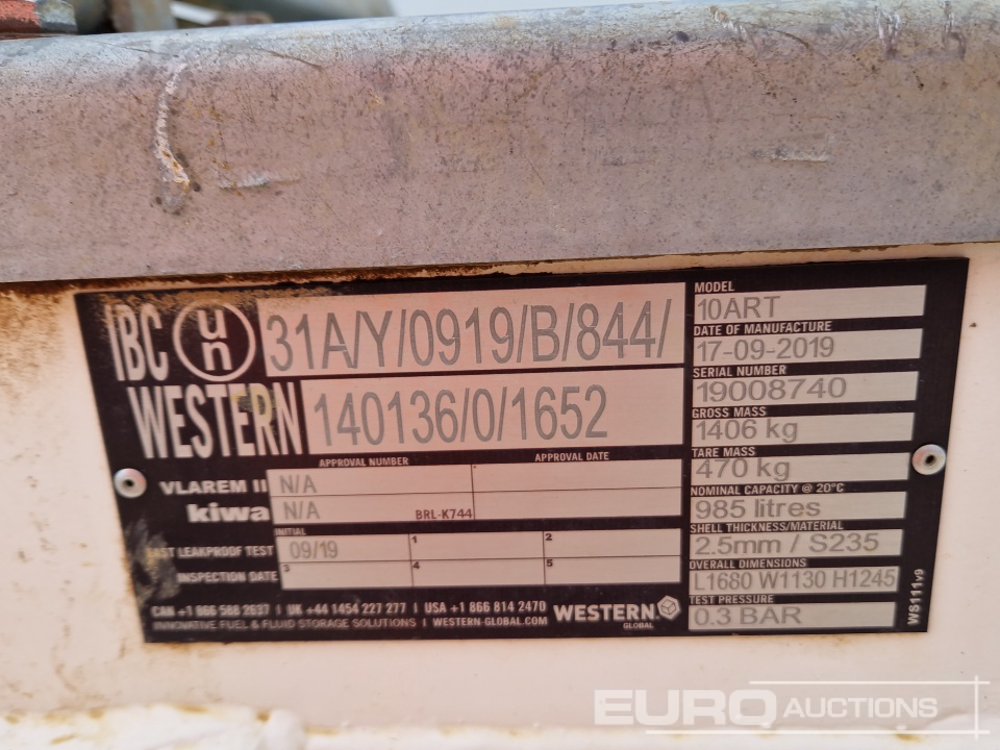 IBC un 31A/Y/0919/B/844/
WESTERN 140136/0/1652
APPROVAL NUMBER APPROVAL DATE
VLAREM II N/A
kiwa N/A BRL-K744
LAST LEAKPROOF TEST INITIAL 09/19 1 2
INSPECTION DATE 3 4 5
CAN +1 866 588 2637 | UK +44 1454 227 277 | USA +1 866 814 2470
INNOVATIVE FUEL & FLUID STORAGE SOLUTIONS | WESTERN-GLOBAL.COM
WESTERN
GLOBAL
MODEL
10ART
DATE OF MANUFACTURE
17-09-2019
SERIAL NUMBER
19008740
GROSS MASS
1406 kg
TARE MASS
470 kg
NOMINAL CAPACITY @ 20°C
985 litres
SHELL THICKNESS/MATERIAL
2.5mm / S235
OVERALL DIMENSIONS
L1680 W1130 H1245
TEST PRESSURE
0.3 BAR
WS111v9
EURO AUCTIONS